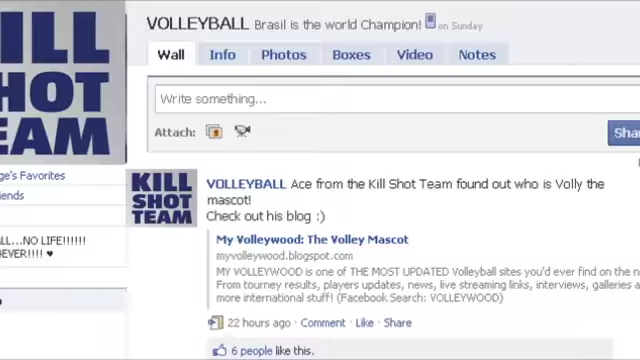 KILL
SHOT
TEAM
VOLLEYBALL Brasil is the world Champion! on Sunday
Wall Info Photos Boxes Video Notes
Write something...
Attach:
ge's Favorites
iends
ALL...NO LIFE!!!!!!
EVER!!!! ♥
KILL
SHOT
TEAM
VOLLEYBALL Ace from the Kill Shot Team found out who is Volly the
mascot!
Check out his blog :)
My Volleywood: The Volley Mascot
myvolleywood.blogspot.com
MY VOLLEYWOOD is one of THE MOST UPDATED Volleyball sites you'd ever find on the
From tourney results, players updates, news, live streaming links, interviews, galleries
more international stuff! (Facebook Search: VOLLEYWOOD)
22 hours ago · Comment · Like · Share
6 people like this.